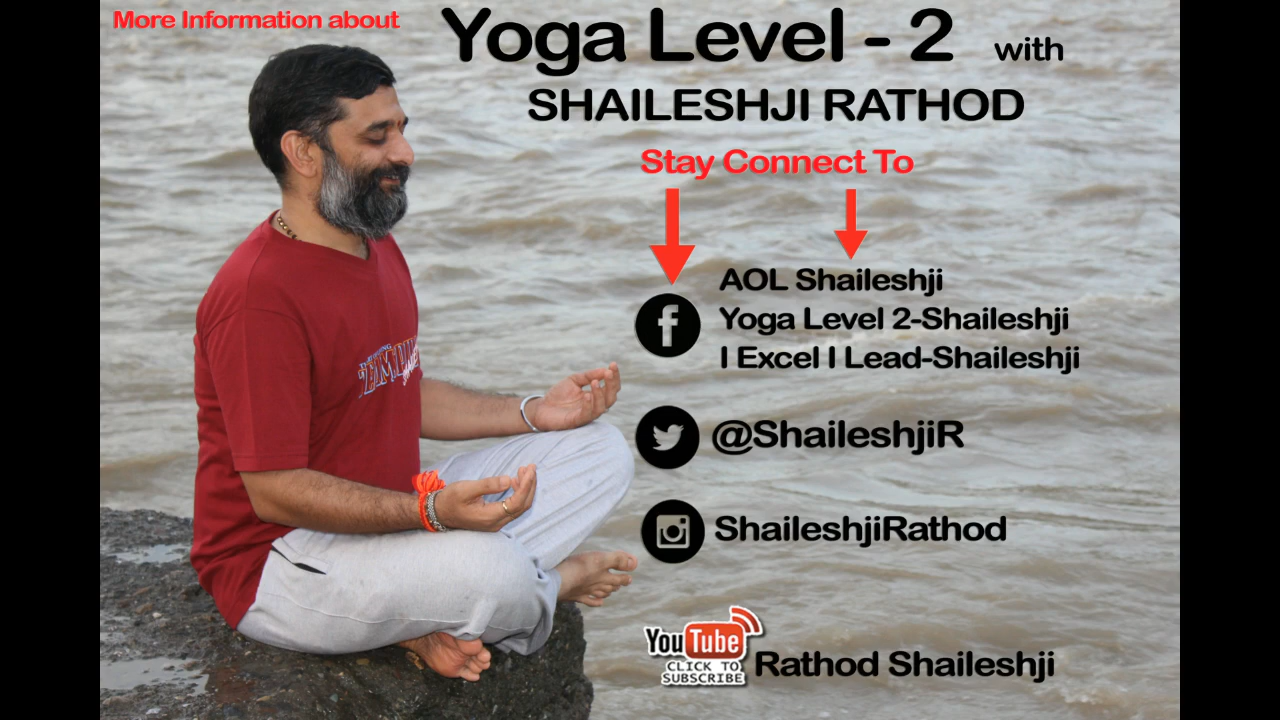 More Information about
Yoga Level - 2 with
SHAILESHJI RATHOD
Stay Connect To
AOL Shaileshji
Yoga Level 2-Shaileshji
I Excel I Lead-Shaileshji
@ShaileshjiR
ShaileshjiRathod
YouTube
CLICK TO
SUBSCRIBE
Rathod Shaileshji